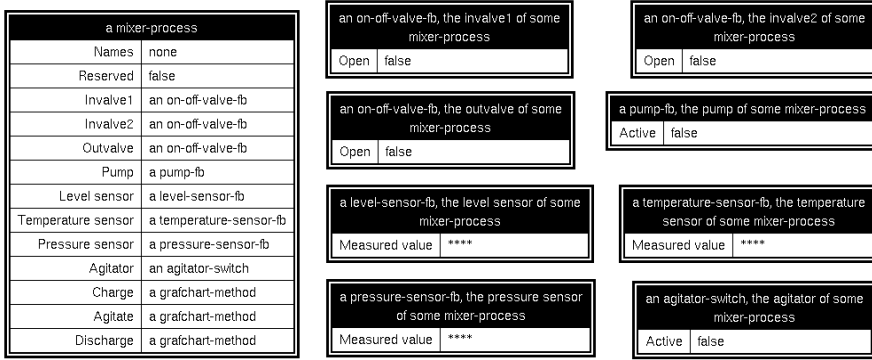 a mixer-process
Names none
Reserved false
Invalve1 an on-off-valve-fb
Invalve2 an on-off-valve-fb
Outvalve an on-off-valve-fb
Pump a pump-fb
Level sensor a level-sensor-fb
Temperature sensor a temperature-sensor-fb
Pressure sensor a pressure-sensor-fb
Agitator an agitator-switch
Charge a grafchart-method
Agitate a grafchart-method
Discharge a grafchart-method
an on-off-valve-fb, the invalve1 of some
mixer-process
Open false
an on-off-valve-fb, the invalve2 of some
mixer-process
Open false
an on-off-valve-fb, the outvalve of some
mixer-process
Open false
a pump-fb, the pump of some mixer-process
Active false
a level-sensor-fb, the level sensor of some
mixer-process
Measured value ****
a temperature-sensor-fb, the temperature
sensor of some mixer-process
Measured value ****
a pressure-sensor-fb, the pressure sensor
of some mixer-process
Measured value ****
an agitator-switch, the agitator of some
mixer-process
Active false